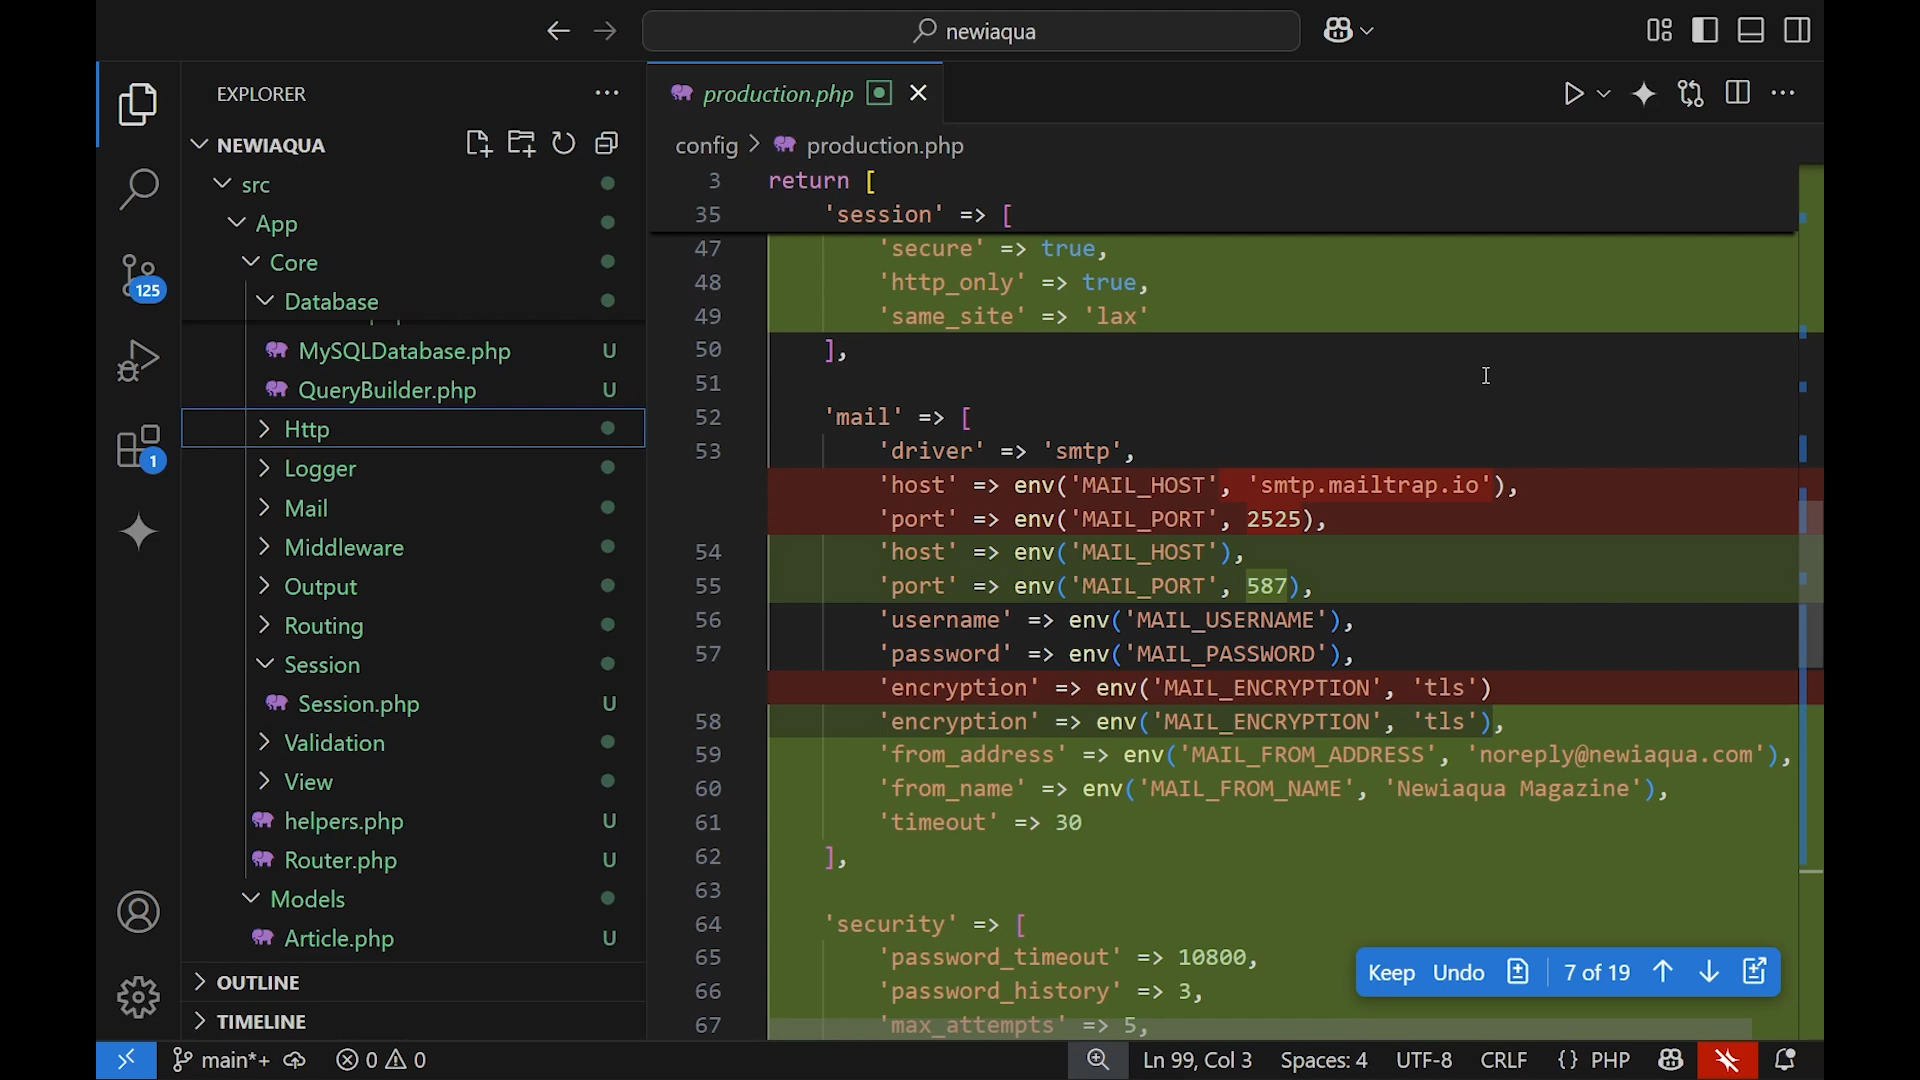 newiaqua
EXPLORER
NEWIAQUA
src
App
Core
Database
MySQLDatabase.php U
QueryBuilder.php U
Http
Logger
Mail
Middleware
Output
Routing
Session
Session.php U
Validation
View
helpers.php U
Router.php U
Models
Article.php U
OUTLINE
TIMELINE
125
1
production.php
config > production.php
3 return [
35 'session' => [
47 'secure' => true,
48 'http_only' => true,
49 'same_site' => 'lax'
50 ],
51
52 'mail' => [
53 'driver' => 'smtp',
'host' => env('MAIL_HOST', 'smtp.mailtrap.io'),
'port' => env('MAIL_PORT', 2525),
54 'host' => env('MAIL_HOST'),
55 'port' => env('MAIL_PORT', 587),
56 'username' => env('MAIL_USERNAME'),
57 'password' => env('MAIL_PASSWORD'),
'encryption' => env('MAIL_ENCRYPTION', 'tls')
58 'encryption' => env('MAIL_ENCRYPTION', 'tls'),
59 'from_address' => env('MAIL_FROM_ADDRESS', 'noreply@newiaqua.com'),
60 'from_name' => env('MAIL_FROM_NAME', 'Newiaqua Magazine'),
61 'timeout' => 30
62 ],
63
64 'security' => [
65 'password_timeout' => 10800,
66 'password_history' => 3,
67 'max_attempts' => 5,
Keep Undo 7 of 19
main*+ 0 0 Ln 99, Col 3 Spaces: 4 UTF-8 CRLF {} PHP